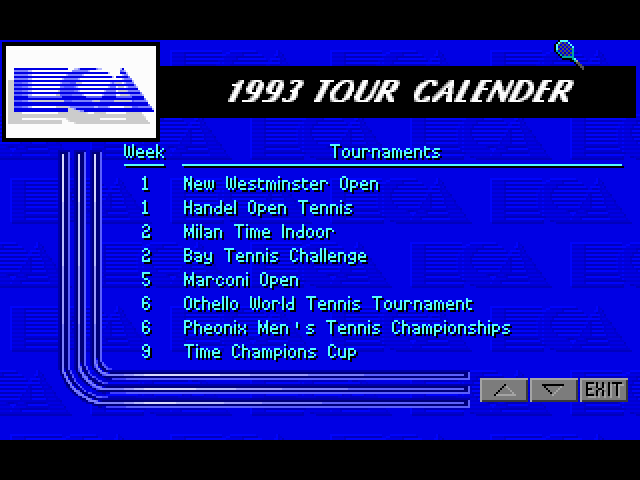 LCA
1993 TOUR CALENDER
Week Tournaments
1 New Westminster Open
1 Handel Open Tennis
2 Milan Time Indoor
2 Bay Tennis Challenge
5 Marconi Open
6 Othello World Tennis Tournament
6 Pheonix Men's Tennis Championships
9 Time Champions Cup
EXIT